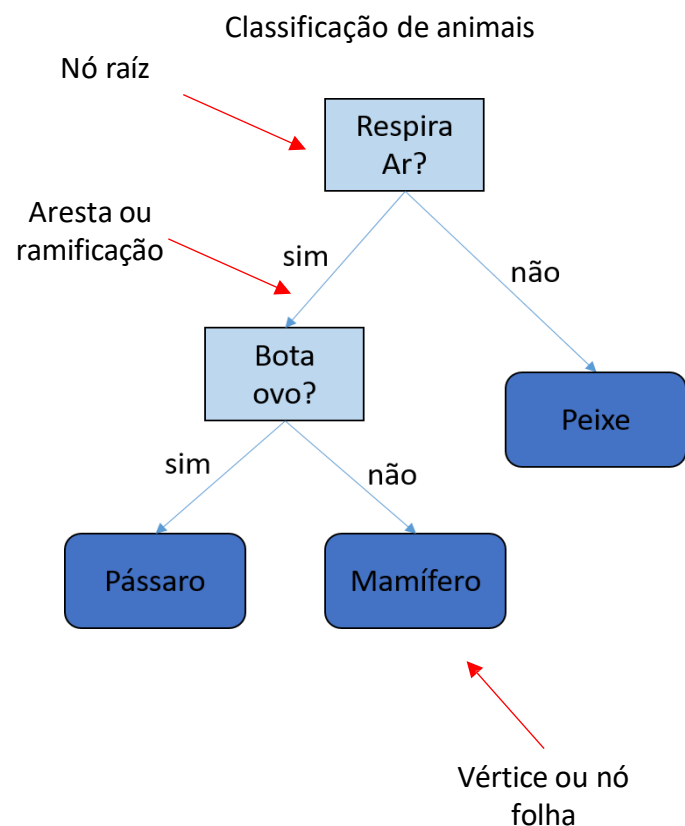 Classificação de animais
Nó raíz
Respira
Ar?
Aresta ou
ramificação
sim
não
Bota
ovo?
Peixe
sim
não
Pássaro
Mamífero
Vértice ou nó
folha